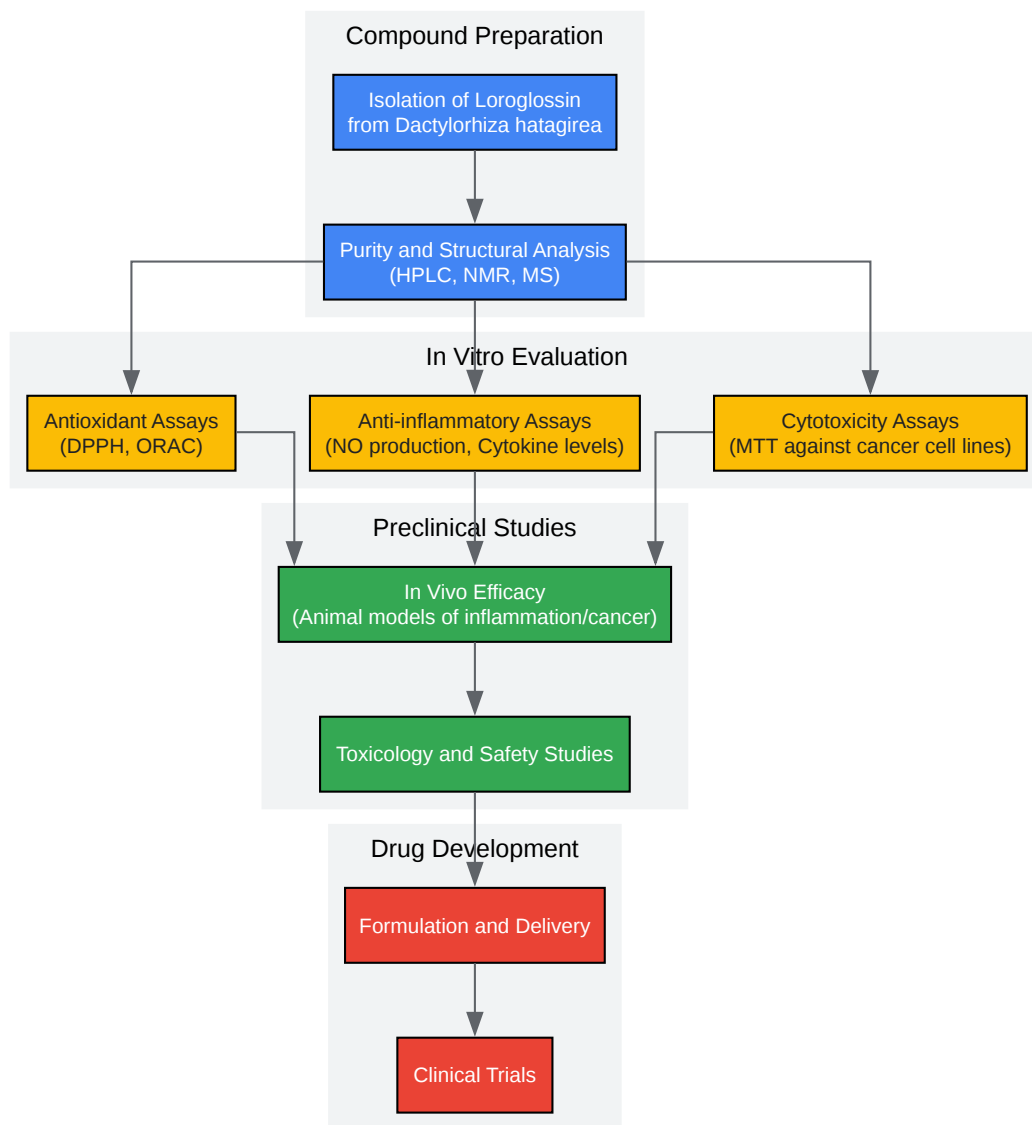 Compound Preparation
Isolation of Loroglossin
from Dactylorhiza hatagirea
Purity and Structural Analysis
(HPLC, NMR, MS)
In Vitro Evaluation
Antioxidant Assays
(DPPH, ORAC)
Anti-inflammatory Assays
(NO production, Cytokine levels)
Cytotoxicity Assays
(MTT against cancer cell lines)
Preclinical Studies
In Vivo Efficacy
(Animal models of inflammation/cancer)
Toxicology and Safety Studies
Drug Development
Formulation and Delivery
Clinical Trials